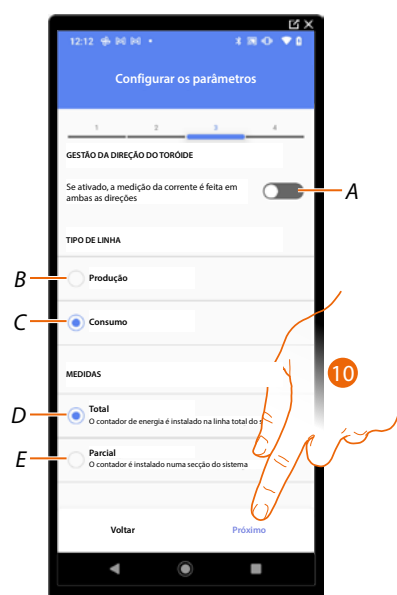 12:12
Configurar os parâmetros
1 2 3 4
GESTÃO DA DIREÇÃO DO TORÓIDE
Se ativado, a medição da corrente é feita em
ambas as direções
A
TIPO DE LINHA
B
Produção
C
Consumo
MEDIDAS
10
D
Total
O contador de energia é instalado na linha total do
E
Parcial
O contador é instalado numa secção do sistema
Voltar Próximo